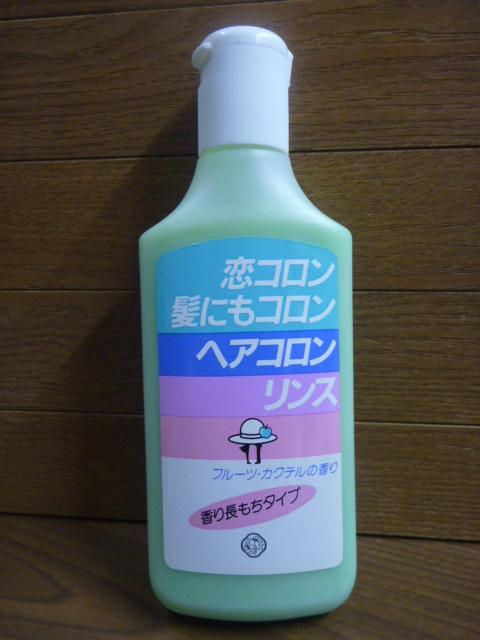 恋コロン
髪にもコロン
ヘアコロン
リンス
フルーツ・カクテルの香り
香り長もちタイプ